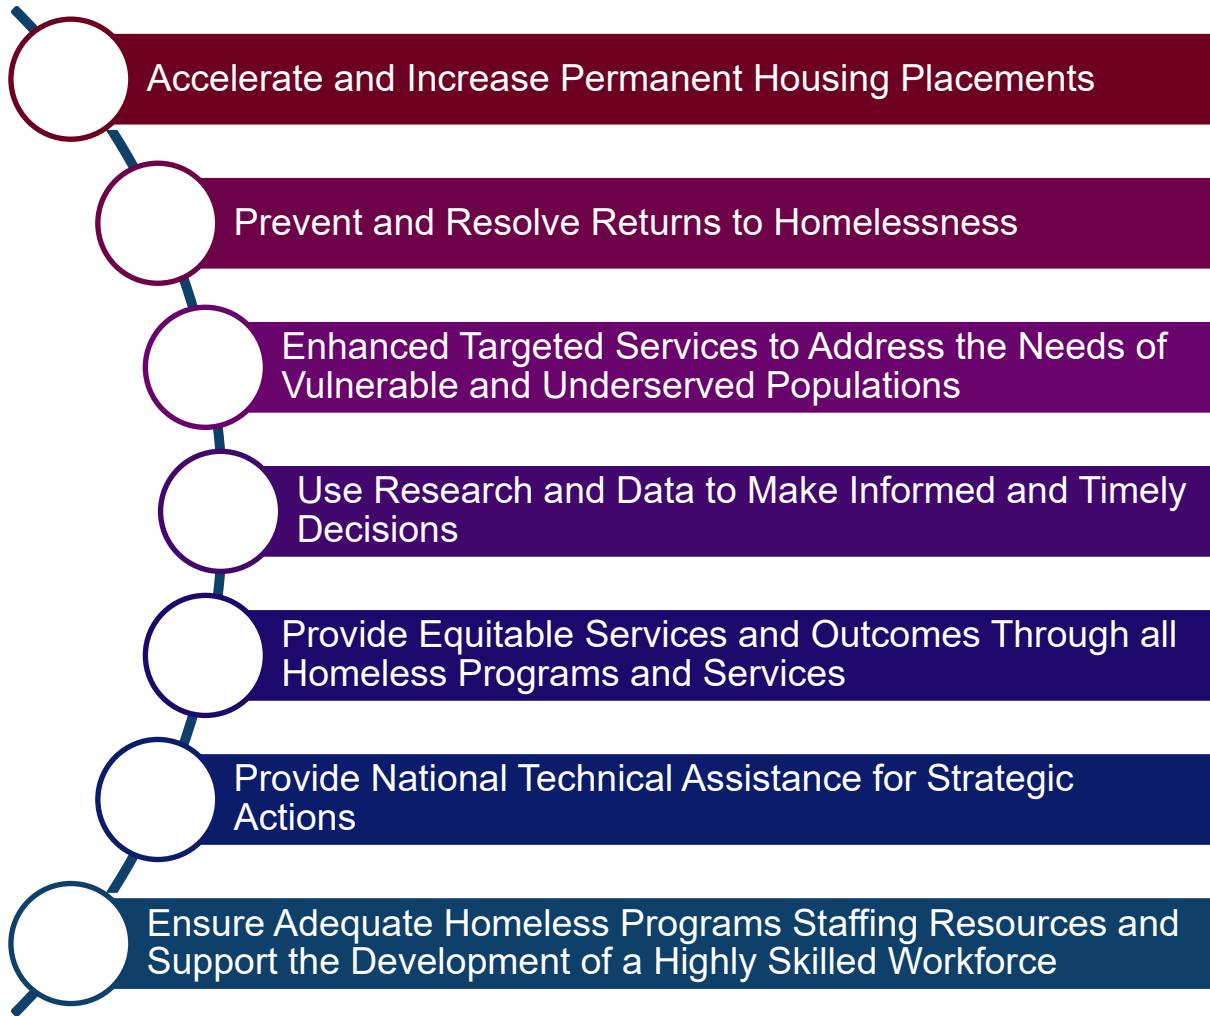 Accelerate and Increase Permanent Housing Placements
Prevent and Resolve Returns to Homelessness
Enhanced Targeted Services to Address the Needs of
Vulnerable and Underserved Populations
Use Research and Data to Make Informed and Timely
Decisions
Provide Equitable Services and Outcomes Through all
Homeless Programs and Services
Provide National Technical Assistance for Strategic
Actions
Ensure Adequate Homeless Programs Staffing Resources and
Support the Development of a Highly Skilled Workforce